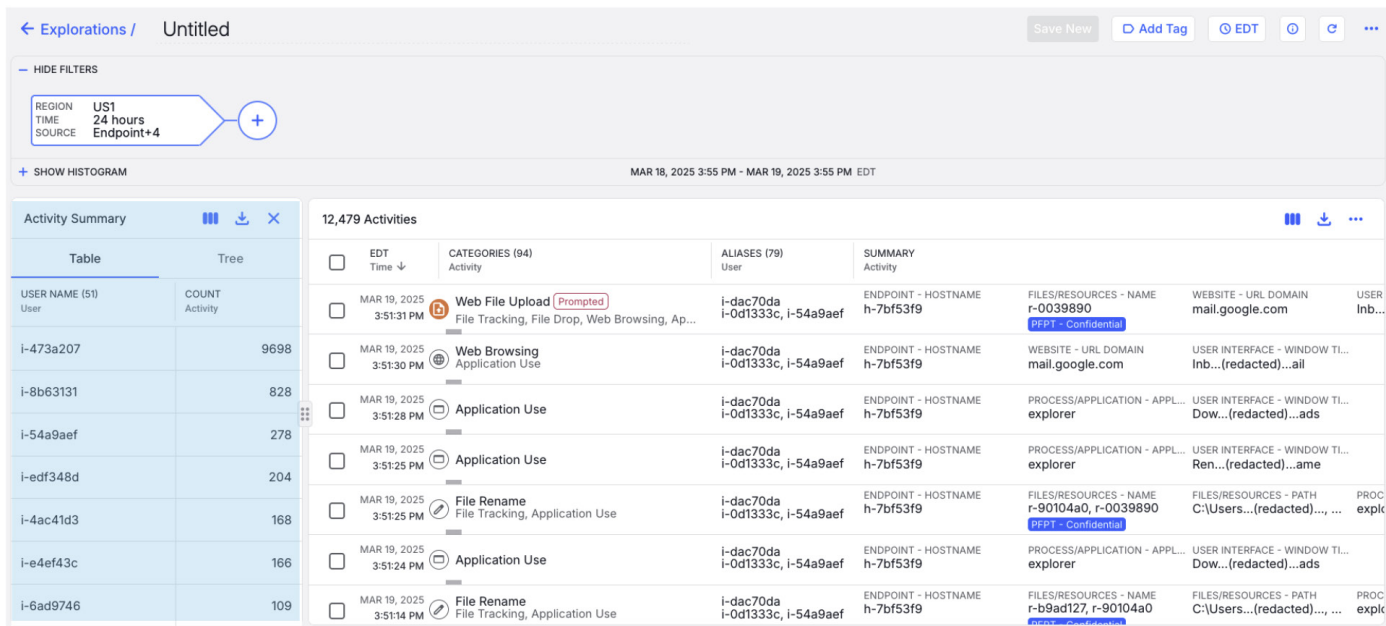 ← Explorations / Untitled
Save New Add Tag EDT
HIDE FILTERS
REGION US1
TIME 24 hours
SOURCE Endpoint+4
SHOW HISTOGRAM
MAR 18, 2025 3:55 PM - MAR 19, 2025 3:55 PM EDT
Activity Summary
Table Tree
USER NAME (51) COUNT
User Activity
i-473a207 9698
i-8b63131 828
i-54a9aef 278
i-edf348d 204
i-4ac41d3 168
i-e4ef43c 166
i-6ad9746 109
12,479 Activities
EDT CATEGORIES (94) ALIASES (79) SUMMARY
Time ↓ Activity User Activity
MAR 19, 2025 Web File Upload Prompted i-dac70da ENDPOINT - HOSTNAME FILES/RESOURCES - NAME WEBSITE - URL DOMAIN USER
3:51:31 PM File Tracking, File Drop, Web Browsing, Ap... i-0d1333c, i-54a9aef h-7bf53f9 r-0039890 mail.google.com Inb...
PFPT - Confidential
MAR 19, 2025 Web Browsing i-dac70da ENDPOINT - HOSTNAME WEBSITE - URL DOMAIN USER INTERFACE - WINDOW TI...
3:51:30 PM Application Use i-0d1333c, i-54a9aef h-7bf53f9 mail.google.com Inb...(redacted)...ail
MAR 19, 2025 Application Use i-dac70da ENDPOINT - HOSTNAME PROCESS/APPLICATION - APPL... USER INTERFACE - WINDOW TI...
3:51:28 PM i-0d1333c, i-54a9aef h-7bf53f9 explorer Dow...(redacted)...ads
MAR 19, 2025 Application Use i-dac70da ENDPOINT - HOSTNAME PROCESS/APPLICATION - APPL... USER INTERFACE - WINDOW TI...
3:51:25 PM i-0d1333c, i-54a9aef h-7bf53f9 explorer Ren...(redacted)...ame
MAR 19, 2025 File Rename i-dac70da ENDPOINT - HOSTNAME FILES/RESOURCES - NAME FILES/RESOURCES - PATH PROC
3:51:25 PM File Tracking, Application Use i-0d1333c, i-54a9aef h-7bf53f9 r-90104a0, r-0039890 C:\Users...(redacted)..., ... explo
PFPT - Confidential
MAR 19, 2025 Application Use i-dac70da ENDPOINT - HOSTNAME PROCESS/APPLICATION - APPL... USER INTERFACE - WINDOW TI...
3:51:24 PM i-0d1333c, i-54a9aef h-7bf53f9 explorer Dow...(redacted)...ads
MAR 19, 2025 File Rename i-dac70da ENDPOINT - HOSTNAME FILES/RESOURCES - NAME FILES/RESOURCES - PATH PROC
3:51:14 PM File Tracking, Application Use i-0d1333c, i-54a9aef h-7bf53f9 r-b9ad127, r-90104a0 C:\Users...(redacted)..., ... explo
PFPT - Confidential